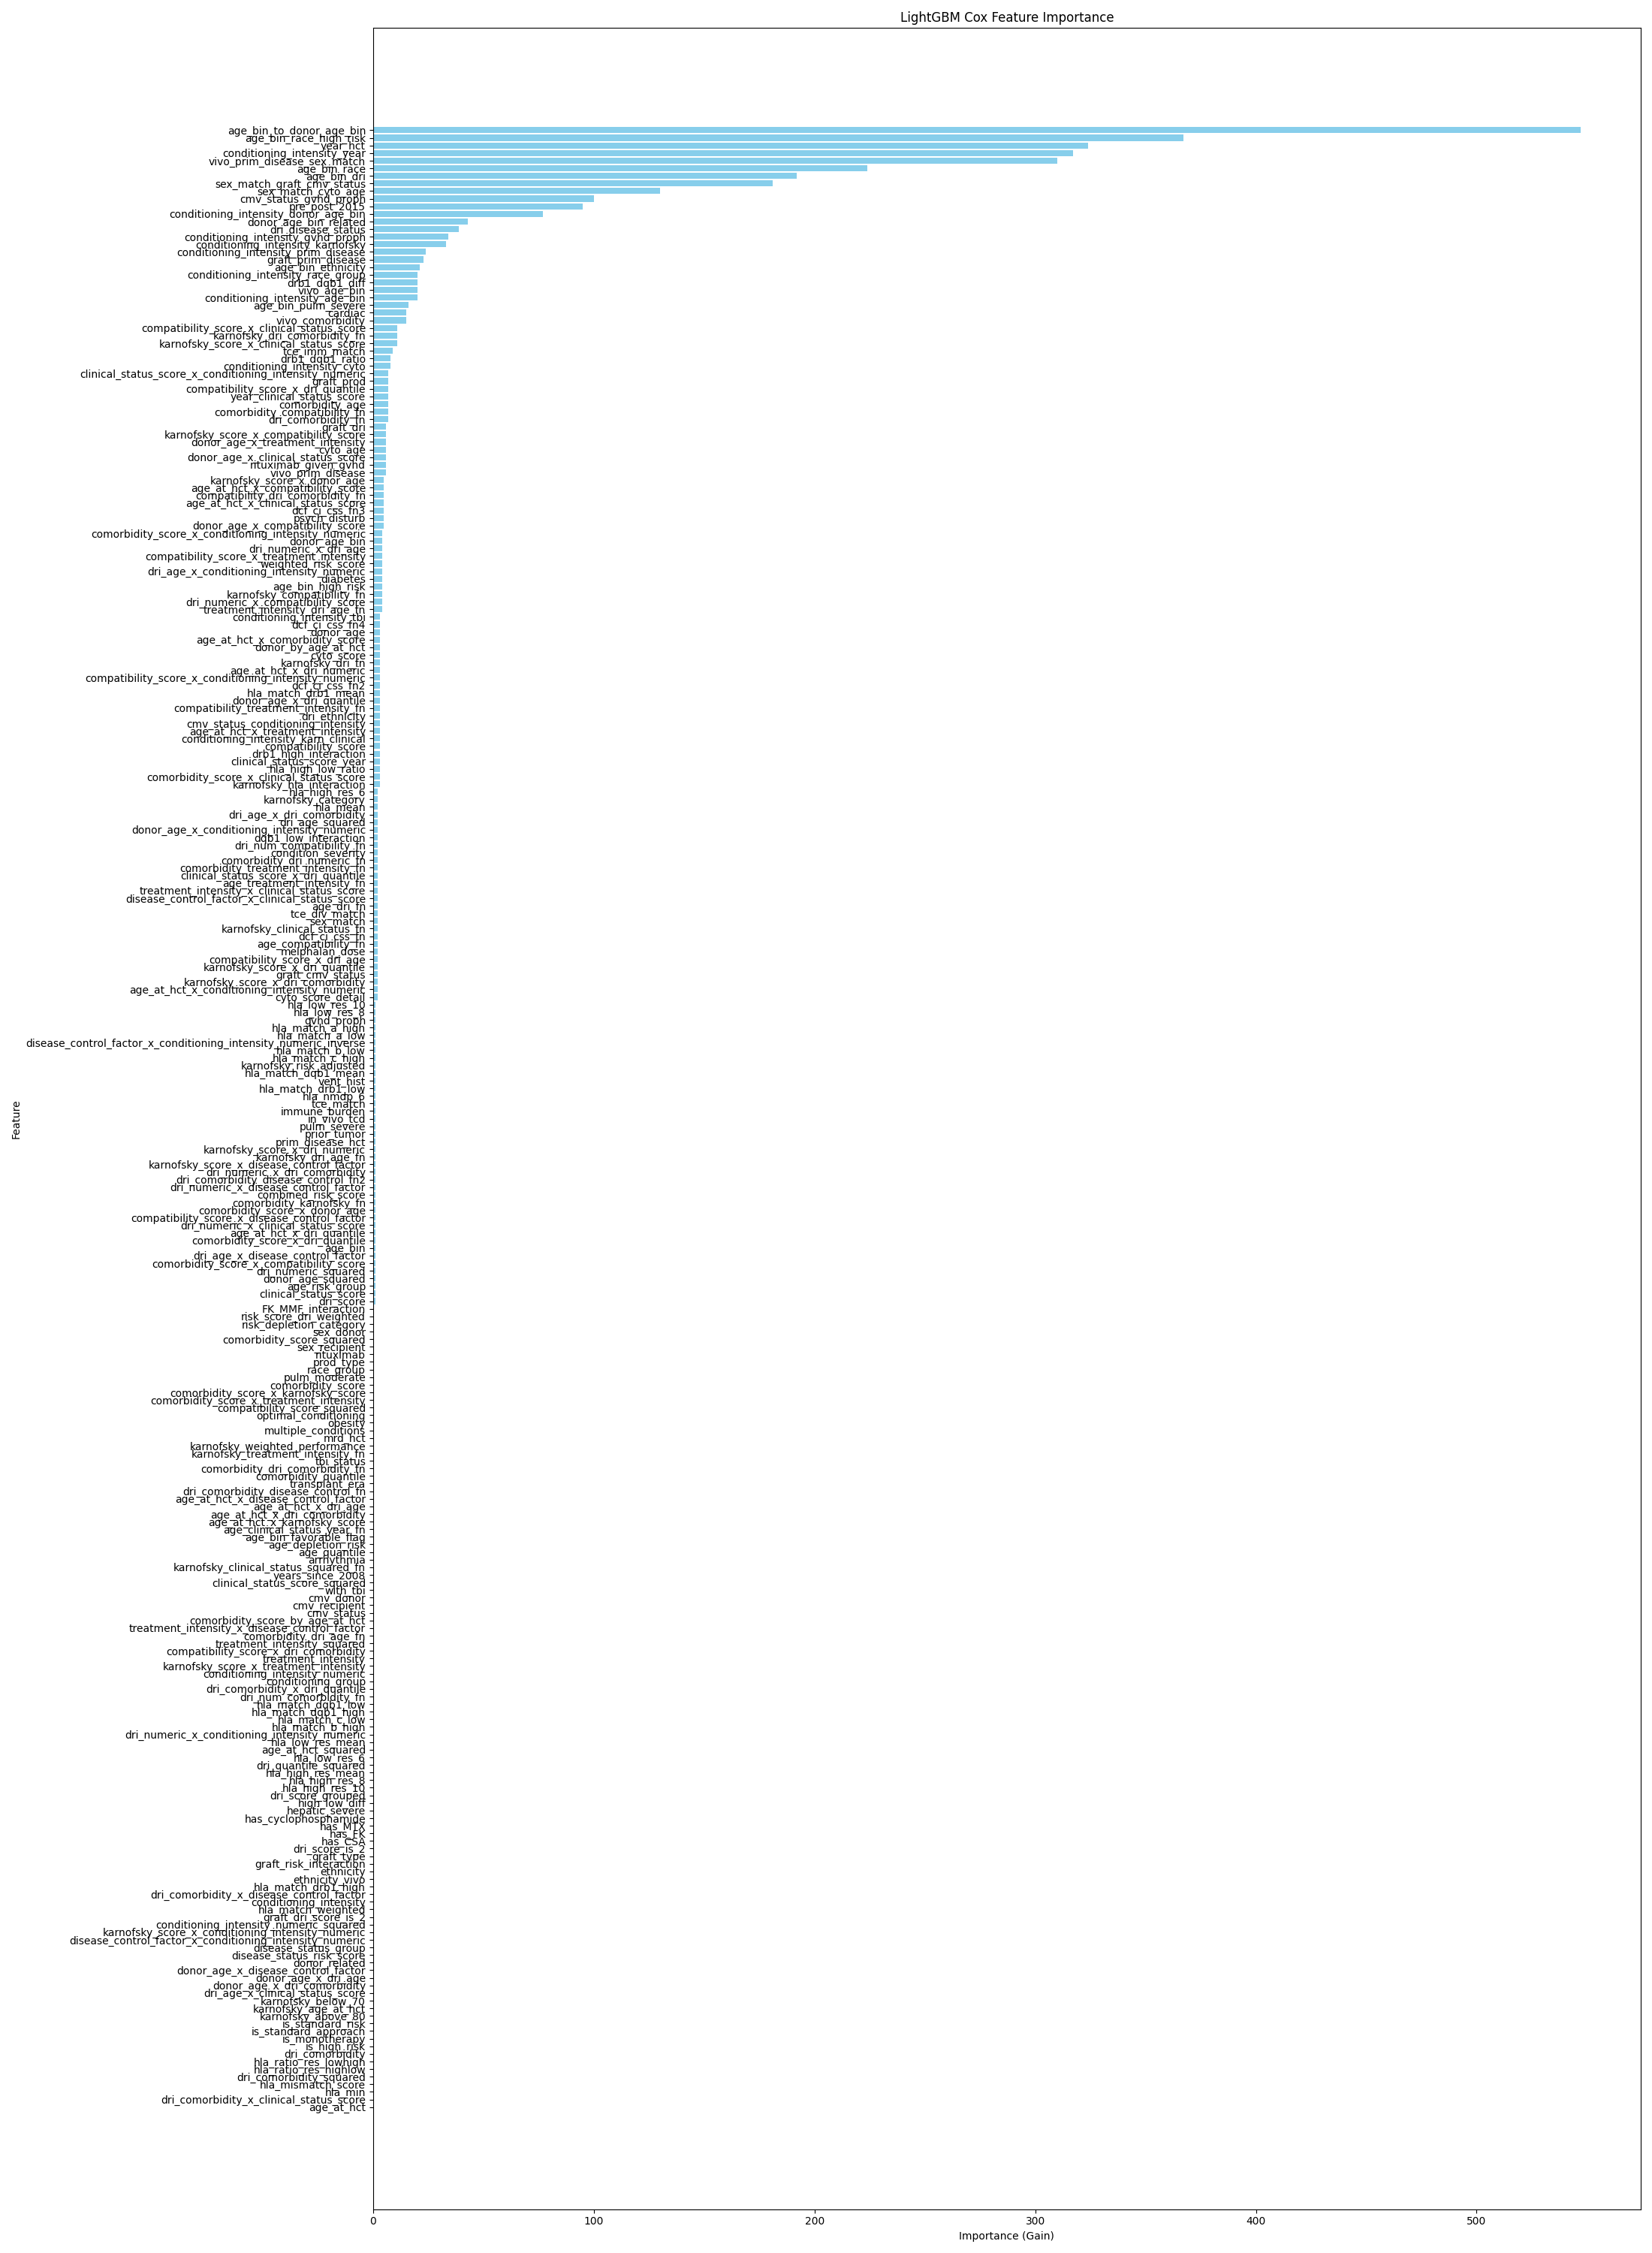 LightGBM Cox Feature Importance
age_bin_to_donor_age_bin
age_bin_race_high_risk
year_hct
conditioning_intensity_year
vivo_prim_disease_sex_match
age_bin_race
age_bin_dri
sex_match_graft_cmv_status
sex_match_cyto_age
cmv_status_gvhd_proph
pre_post_2015
conditioning_intensity_donor_age_bin
donor_age_bin_related
dri_disease_status
conditioning_intensity_gvhd_proph
conditioning_intensity_karnofsky
conditioning_intensity_prim_disease
graft_prim_disease
age_bin_ethnicity
conditioning_intensity_race_group
drb1_dqb1_diff
vivo_age_bin
conditioning_intensity_age_bin
age_bin_pulm_severe
cardiac
vivo_comorbidity
compatibility_score_x_clinical_status_score
karnofsky_dri_comorbidity_fn
karnofsky_score_x_clinical_status_score
tce_imm_match
drb1_dqb1_ratio
conditioning_intensity_cyto
clinical_status_score_x_conditioning_intensity_numeric
graft_prod
compatibility_score_x_dri_quantile
year_clinical_status_score
comorbidity_age
comorbidity_compatibility_fn
dri_comorbidity_fn
graft_dri
karnofsky_score_x_compatibility_score
donor_age_x_treatment_intensity
cyto_age
donor_age_x_clinical_status_score
rituximab_given_gvhd
vivo_prim_disease
karnofsky_score_x_donor_age
age_at_hct_x_compatibility_score
compatibility_dri_comorbidity_fn
age_at_hct_x_clinical_status_score
dcf_ci_css_fn3
psych_disturb
donor_age_x_compatibility_score
comorbidity_score_x_conditioning_intensity_numeric
donor_age_bin
dri_numeric_x_dri_age
compatibility_score_x_treatment_intensity
weighted_risk_score
dri_age_x_conditioning_intensity_numeric
diabetes
age_bin_high_risk
karnofsky_compatibility_fn
dri_numeric_x_compatibility_score
treatment_intensity_dri_age_fn
conditioning_intensity_tbi
dcf_ci_css_fn4
donor_age
age_at_hct_x_comorbidity_score
donor_by_age_at_hct
cyto_score
karnofsky_dri_fn
age_at_hct_x_dri_numeric
compatibility_score_x_conditioning_intensity_numeric
dcf_ci_css_fn2
hla_match_drb1_mean
donor_age_x_dri_quantile
compatibility_treatment_intensity_fn
dri_ethnicity
cmv_status_conditioning_intensity
age_at_hct_x_treatment_intensity
conditioning_intensity_karn_clinical
compatibility_score
drb1_high_interaction
clinical_status_score_year
hla_high_low_ratio
comorbidity_score_x_clinical_status_score
karnofsky_hla_interaction
hla_high_res_6
karnofsky_category
hla_mean
dri_age_x_dri_comorbidity
dri_age_squared
donor_age_x_conditioning_intensity_numeric
dqb1_low_interaction
dri_num_compatibility_fn
condition_severity
comorbidity_dri_numeric_fn
comorbidity_treatment_intensity_fn
clinical_status_score_x_dri_quantile
age_treatment_intensity_fn
treatment_intensity_x_clinical_status_score
disease_control_factor_x_clinical_status_score
age_dri_fn
tce_div_match
sex_match
karnofsky_clinical_status_fn
dcf_ci_css_fn
age_compatibility_fn
melphalan_dose
compatibility_score_x_dri_age
karnofsky_score_x_dri_quantile
graft_cmv_status
karnofsky_score_x_dri_comorbidity
age_at_hct_x_conditioning_intensity_numeric
cyto_score_detail
hla_low_res_10
hla_low_res_8
gvhd_proph
hla_match_a_high
hla_match_a_low
disease_control_factor_x_conditioning_intensity_numeric_inverse
hla_match_b_low
hla_match_c_high
karnofsky_risk_adjusted
hla_match_dqb1_mean
vent_hist
hla_match_drb1_low
hla_nmdp_6
tce_match
immune_burden
in_vivo_tcd
pulm_severe
prior_tumor
prim_disease_hct
karnofsky_score_x_dri_numeric
karnofsky_dri_age_fn
karnofsky_score_x_disease_control_factor
dri_numeric_x_dri_comorbidity
dri_comorbidity_disease_control_fn2
dri_numeric_x_disease_control_factor
combined_risk_score
comorbidity_karnofsky_fn
comorbidity_score_x_donor_age
compatibility_score_x_disease_control_factor
dri_numeric_x_clinical_status_score
age_at_hct_x_dri_quantile
comorbidity_score_x_dri_quantile
age_bin
dri_age_x_disease_control_factor
comorbidity_score_x_compatibility_score
dri_numeric_squared
donor_age_squared
age_risk_group
clinical_status_score
dri_score
FK_MMF_interaction
risk_score_dri_weighted
risk_depletion_category
sex_donor
comorbidity_score_squared
sex_recipient
rituximab
prod_type
race_group
pulm_moderate
comorbidity_score
comorbidity_score_x_karnofsky_score
comorbidity_score_x_treatment_intensity
compatibility_score_squared
optimal_conditioning
obesity
multiple_conditions
mrd_hct
karnofsky_weighted_performance
karnofsky_treatment_intensity_fn
tbi_status
comorbidity_dri_comorbidity_fn
comorbidity_quantile
transplant_era
dri_comorbidity_disease_control_fn
age_at_hct_x_disease_control_factor
age_at_hct_x_dri_age
age_at_hct_x_dri_comorbidity
age_at_hct_x_karnofsky_score
age_clinical_status_year_fn
age_bin_favorable_flag
age_depletion_risk
age_quantile
arrhythmia
karnofsky_clinical_status_squared_fn
years_since_2008
clinical_status_score_squared
with_tbi
cmv_donor
cmv_recipient
cmv_status
comorbidity_score_by_age_at_hct
treatment_intensity_x_disease_control_factor
comorbidity_dri_age_fn
treatment_intensity_squared
compatibility_score_x_dri_comorbidity
treatment_intensity
karnofsky_score_x_treatment_intensity
conditioning_intensity_numeric
conditioning_group
dri_comorbidity_x_dri_quantile
dri_num_comorbidity_fn
hla_match_dqb1_low
hla_match_dqb1_high
hla_match_c_low
hla_match_b_high
dri_numeric_x_conditioning_intensity_numeric
hla_low_res_mean
age_at_hct_squared
hla_low_res_6
dri_quantile_squared
hla_high_res_mean
hla_high_res_8
hla_high_res_10
dri_score_grouped
high_low_diff
hepatic_severe
has_cyclophosphamide
has_MTX
has_FK
has_CSA
dri_score_is_2
graft_type
graft_risk_interaction
ethnicity
ethnicity_vivo
hla_match_drb1_high
dri_comorbidity_x_disease_control_factor
conditioning_intensity
hla_match_weighted
graft_dri_score_is_2
conditioning_intensity_numeric_squared
karnofsky_score_x_conditioning_intensity_numeric
disease_control_factor_x_conditioning_intensity_numeric
disease_status_group
disease_status_risk_score
donor_related
donor_age_x_disease_control_factor
donor_age_x_dri_age
donor_age_x_dri_comorbidity
dri_age_x_clinical_status_score
karnofsky_below_70
karnofsky_age_at_hct
karnofsky_above_80
is_standard_risk
is_standard_approach
is_monotherapy
is_high_risk
dri_comorbidity
hla_ratio_res_lowhigh
hla_ratio_res_highlow
dri_comorbidity_squared
hla_mismatch_score
hla_min
dri_comorbidity_x_clinical_status_score
age_at_hct
Feature
0 100 200 300 400 500
Importance (Gain)